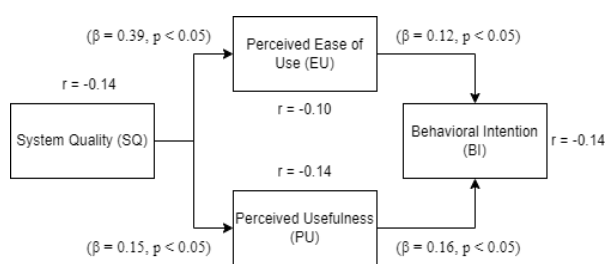 (β = 0.39, p < 0.05)
Perceived Ease of
Use (EU)
(β = 0.12, p < 0.05)
r = -0.14
r = -0.10
System Quality (SQ)
Behavioral Intention
(BI)
r = -0.14
r = -0.14
Perceived Usefulness
(PU)
(β = 0.15, p < 0.05)
(β = 0.16, p < 0.05)